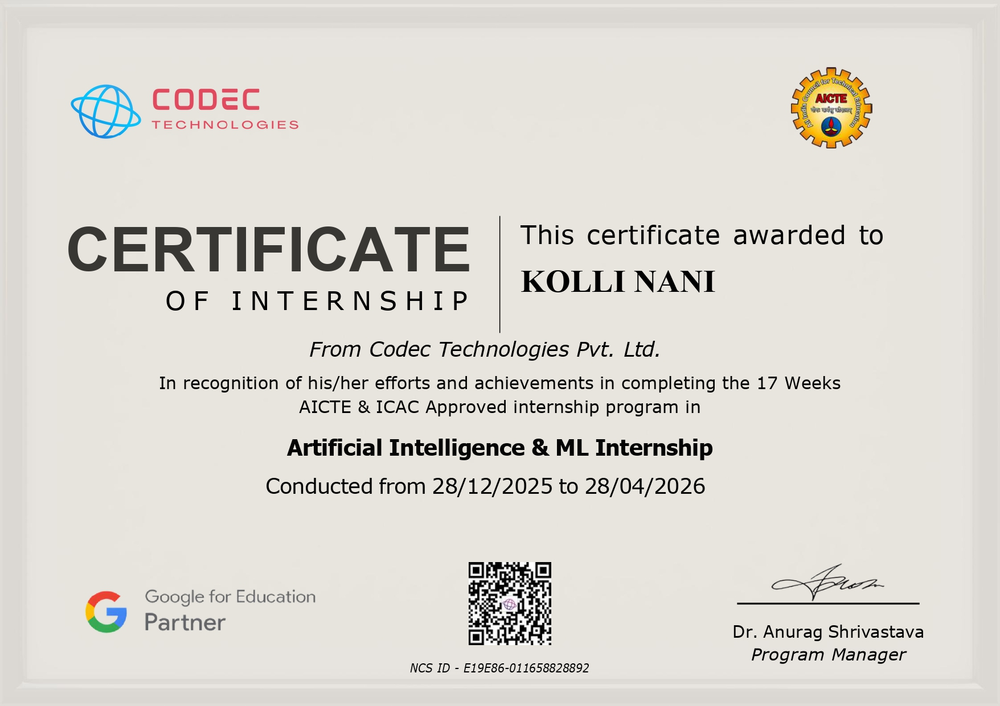 CODEC
TECHNOLOGIES
All India Council for Technical Education
AICTE
CERTIFICATE
OF INTERNSHIP
This certificate awarded to
KOLLI NANI
From Codec Technologies Pvt. Ltd.
In recognition of his/her efforts and achievements in completing the 17 Weeks
AICTE & ICAC Approved internship program in
Artificial Intelligence & ML Internship
Conducted from 28/12/2025 to 28/04/2026
Google for Education
Partner
NCS ID - E19E86-011658828892
Dr. Anurag Shrivastava
Program Manager